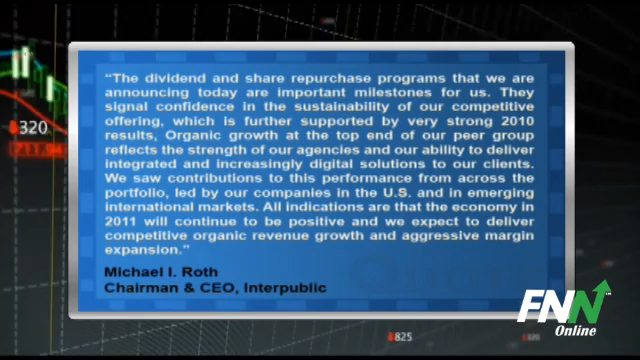 “The dividend and share repurchase programs that we are
announcing today are important milestones for us. They
signal confidence in the sustainability of our competitive
offering, which is further supported by very strong 2010
results, Organic growth at the top end of our peer group
reflects the strength of our agencies and our ability to deliver
integrated and increasingly digital solutions to our clients.
We saw contributions to this performance from across the
portfolio, led by our companies in the U.S. and in emerging
international markets. All indications are that the economy in
2011 will continue to be positive and we expect to deliver
competitive organic revenue growth and aggressive margin
expansion.”
Michael I. Roth
Chairman & CEO, Interpublic
320
825
FNN
Online